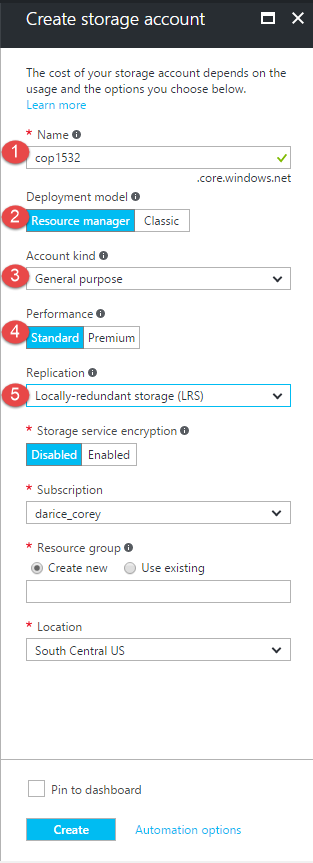 Create storage account
The cost of your storage account depends on the
usage and the options you choose below.
Learn more
* Name
1 cop1532
.core.windows.net
Deployment model
2 Resource manager Classic
Account kind
3 General purpose
Performance
4 Standard Premium
Replication
5 Locally-redundant storage (LRS)
* Storage service encryption
Disabled Enabled
* Subscription
darice_corey
* Resource group
Create new Use existing
* Location
South Central US
Pin to dashboard
Create Automation options